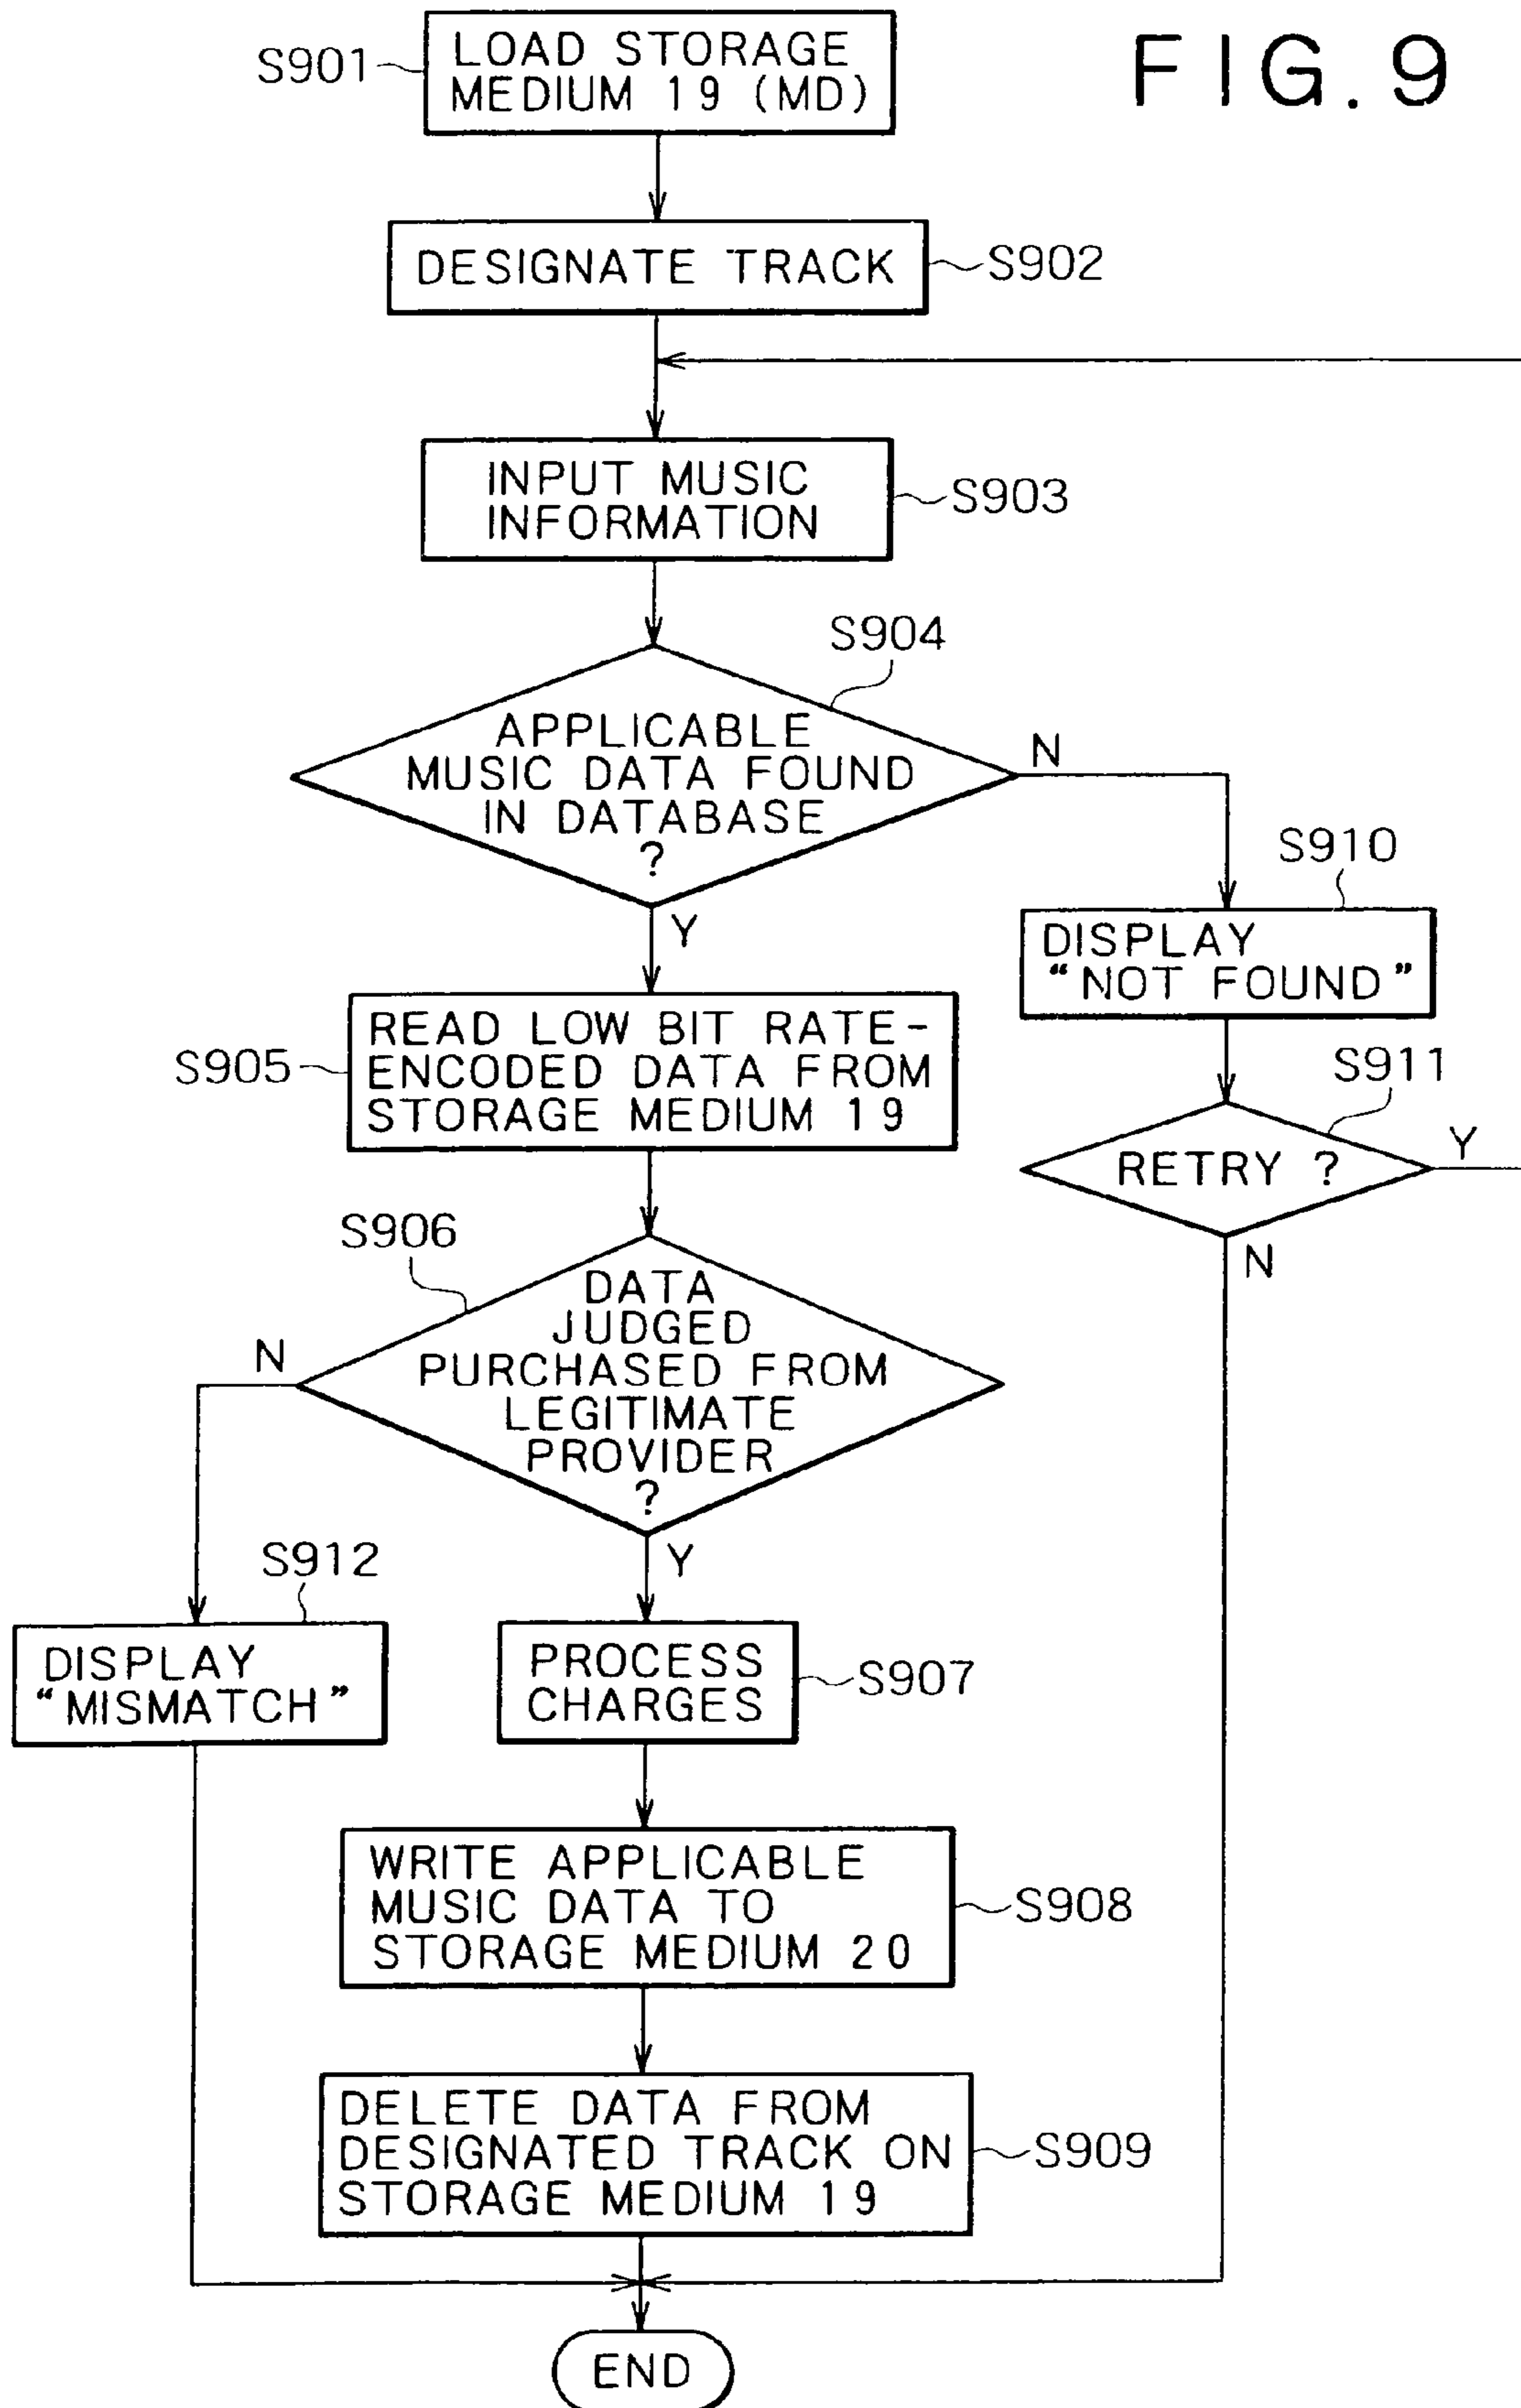 FIG. 9
S901
LOAD STORAGE
MEDIUM 19 (MD)
DESIGNATE TRACK
S902
INPUT MUSIC
INFORMATION
S903
S904
APPLICABLE
MUSIC DATA FOUND
IN DATABASE
?
N
Y
S910
DISPLAY
"NOT FOUND"
S905
READ LOW BIT RATE-
ENCODED DATA FROM
STORAGE MEDIUM 19
S911
RETRY ?
Y
N
S906
DATA
JUDGED
PURCHASED FROM
LEGITIMATE
PROVIDER
?
N
Y
S912
DISPLAY
"MISMATCH"
PROCESS
CHARGES
S907
WRITE APPLICABLE
MUSIC DATA TO
STORAGE MEDIUM 20
S908
DELETE DATA FROM
DESIGNATED TRACK ON
STORAGE MEDIUM 19
S909
END